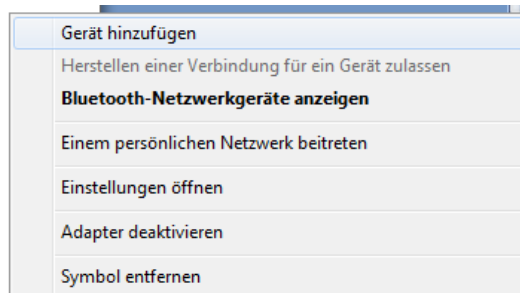 Gerät hinzufügen
Herstellen einer Verbindung für ein Gerät zulassen
Bluetooth-Netzwerkgeräte anzeigen
Einem persönlichen Netzwerk beitreten
Einstellungen öffnen
Adapter deaktivieren
Symbol entfernen